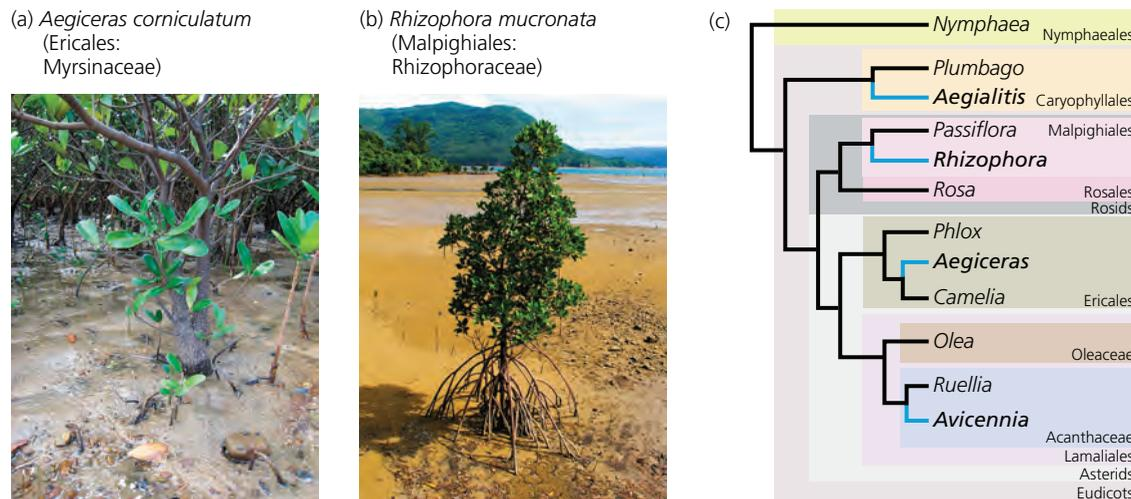 (a) Aegiceras corniculatum
(Ericales:
Myrsinaceae)
(b) Rhizophora mucronata
(Malpighiales:
Rhizophoraceae)
(c)
Nymphaea
Nymphaeales
Plumbago
Aegialitis
Caryophyllales
Passiflora
Malpighiales
Rhizophora
Rosa
Rosales
Rosids
Phlox
Aegiceras
Camelia
Ericales
Olea
Oleaceae
Ruellia
Avicennia
Acanthaceae
Lamaliales
Asterids
Eudicots